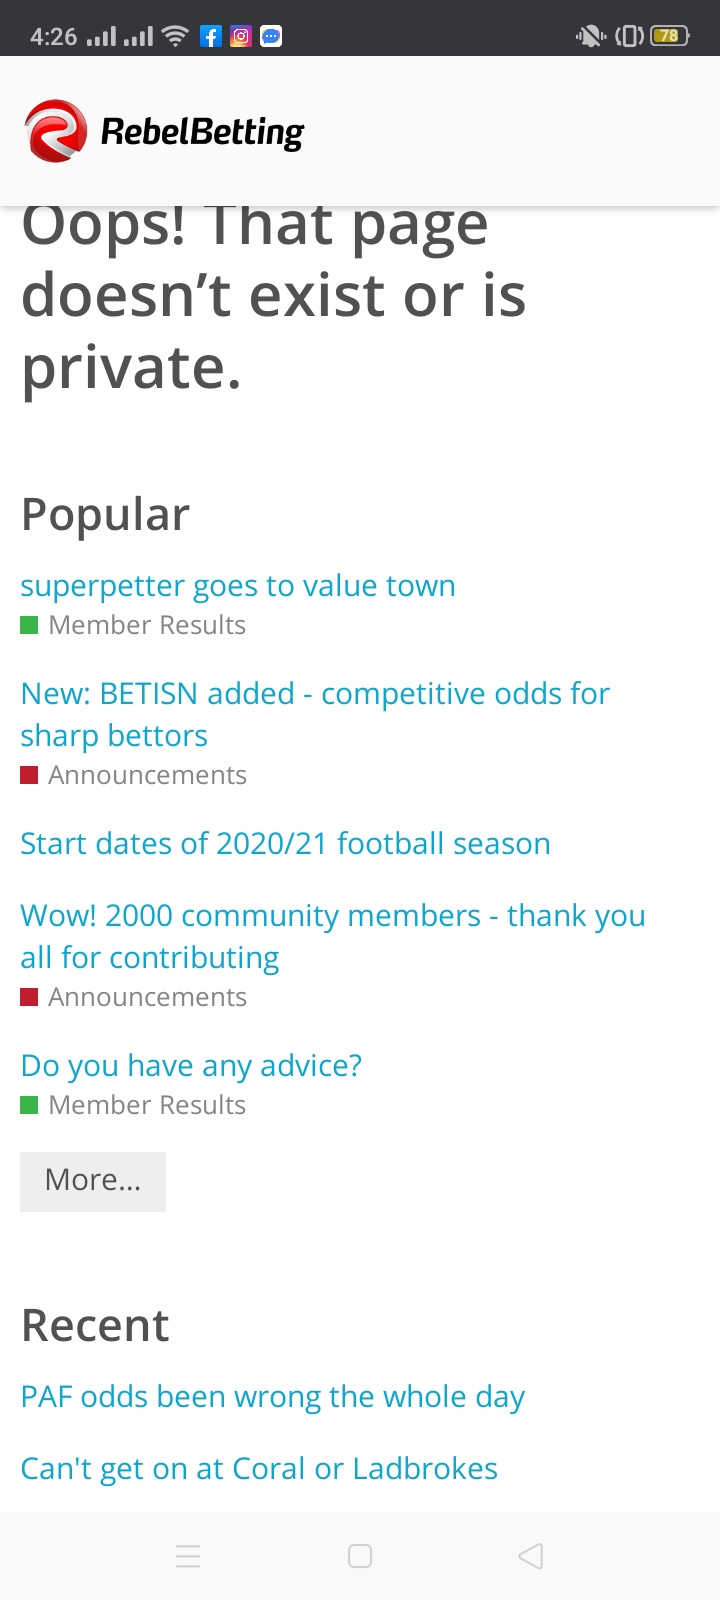 4:26
78
RebelBetting
Oops! That page
doesn’t exist or is
private.
Popular
superpetter goes to value town
Member Results
New: BETISN added - competitive odds for
sharp bettors
Announcements
Start dates of 2020/21 football season
Wow! 2000 community members - thank you
all for contributing
Announcements
Do you have any advice?
Member Results
More...
Recent
PAF odds been wrong the whole day
Can't get on at Coral or Ladbrokes